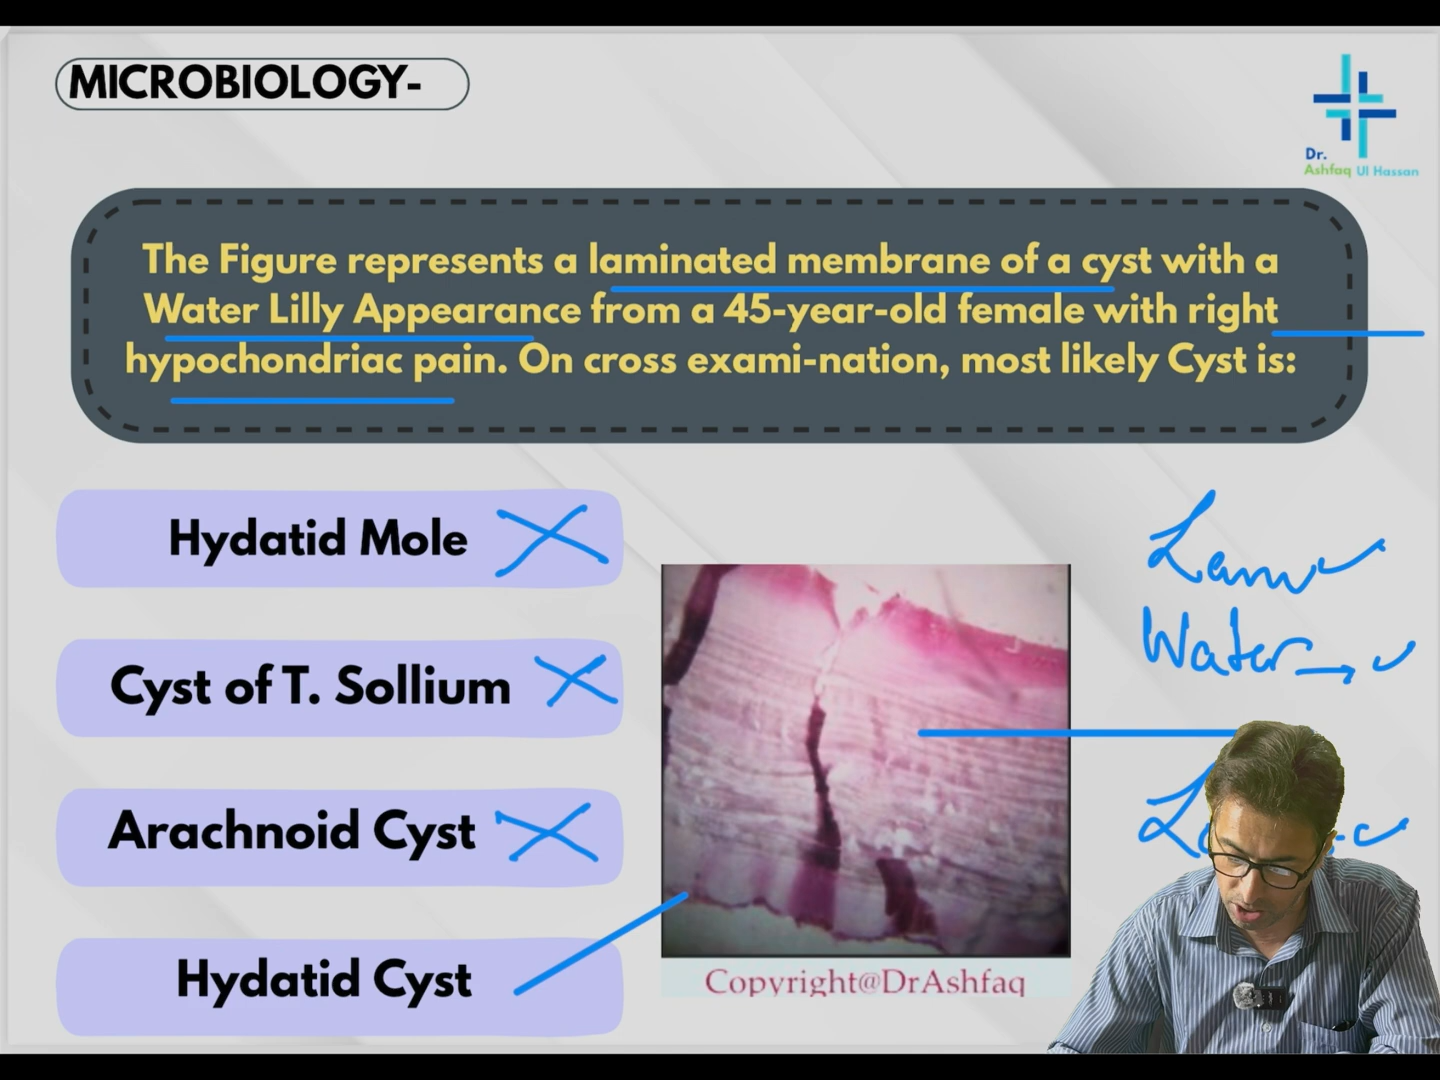 MICROBIOLOGY-
Dr.
Ashfaq Ul Hassan
The Figure represents a laminated membrane of a cyst with a
Water Lilly Appearance from a 45-year-old female with right
hypochondriac pain. On cross exami-nation, most likely Cyst is:
Hydatid Mole
Cyst of T. Sollium
Arachnoid Cyst
Hydatid Cyst
Water
Copyright@DrAshfaq